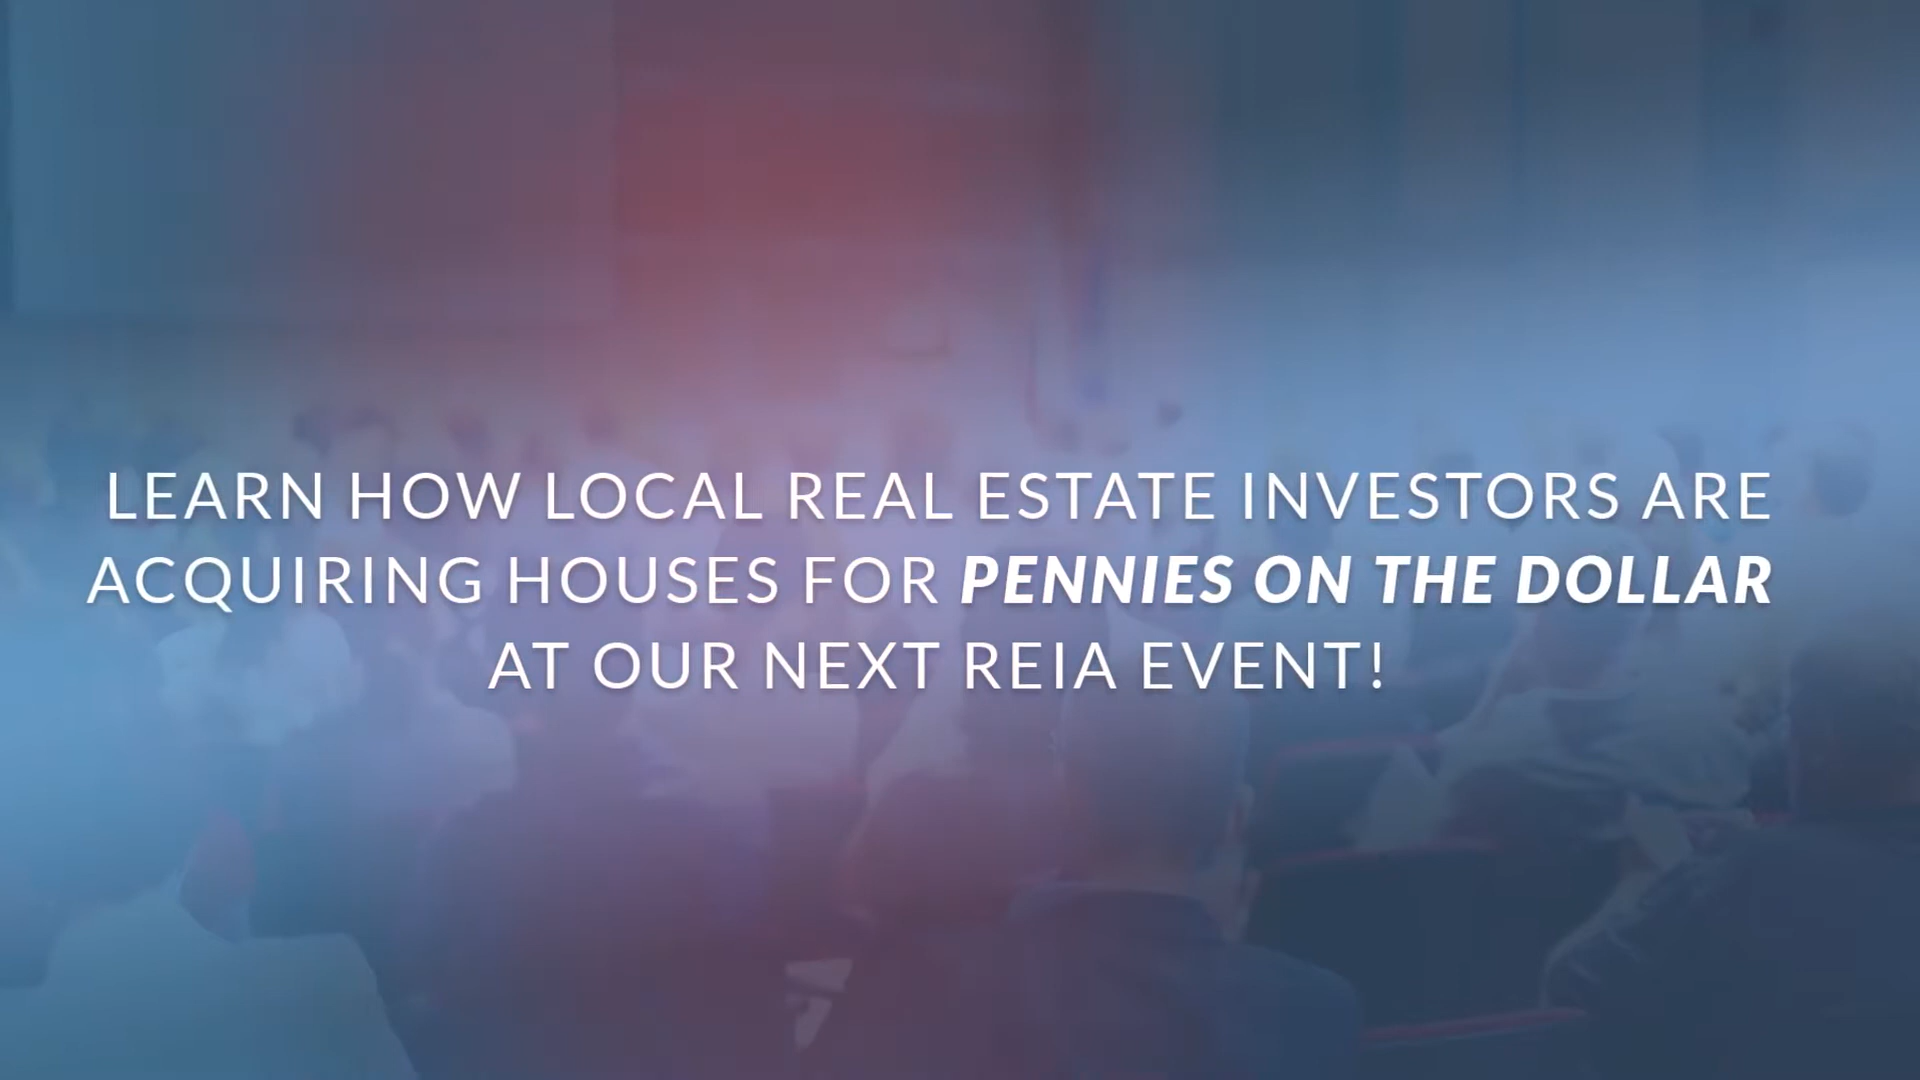 LEARN HOW LOCAL REAL ESTATE INVESTORS ARE
ACQUIRING HOUSES FOR PENNIES ON THE DOLLAR
AT OUR NEXT REIA EVENT!